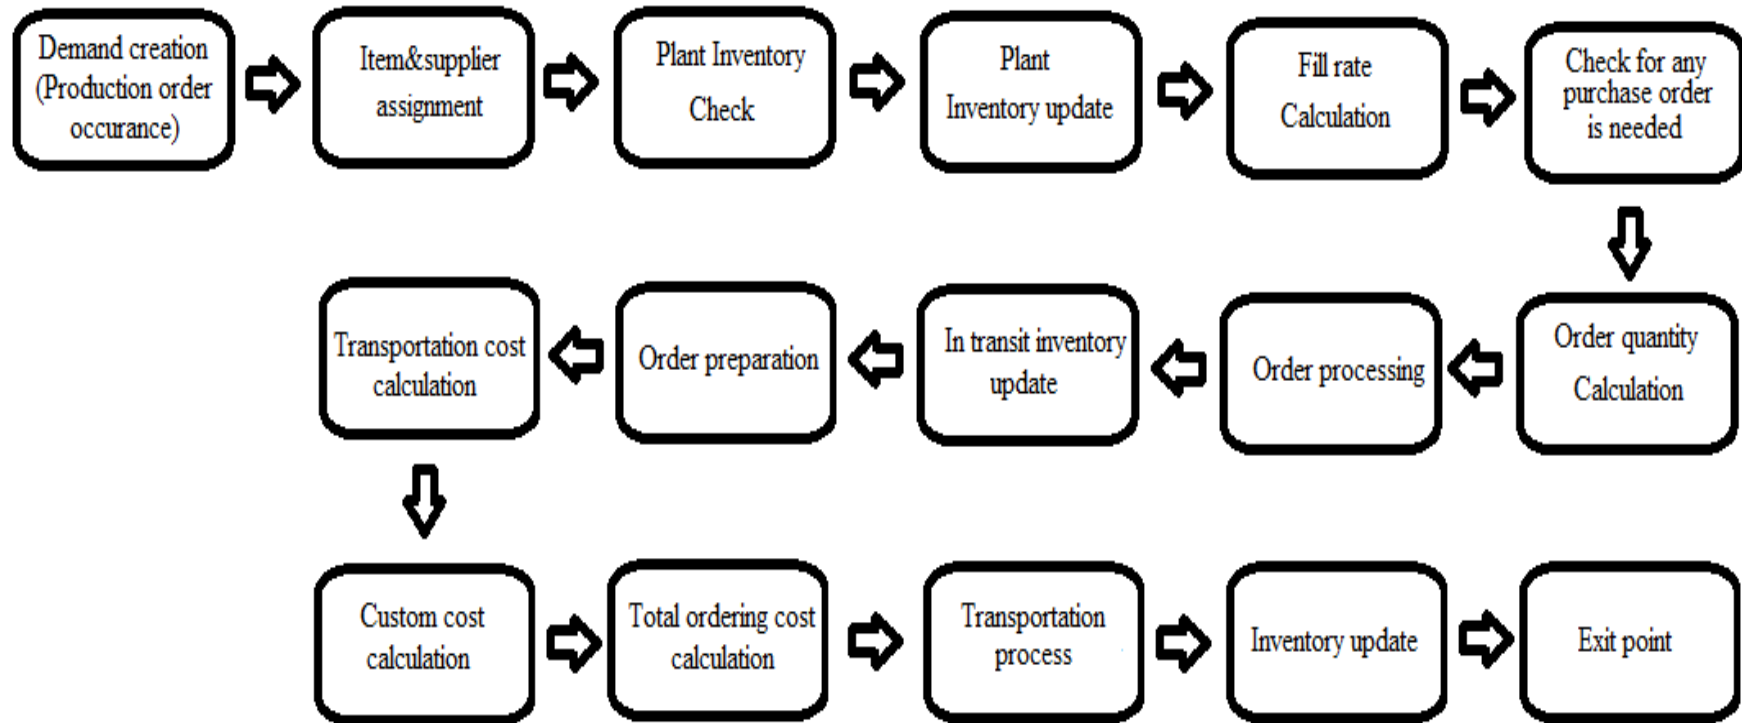 Demand creation
(Production order
occurance)
Item&supplier
assignment
Plant Inventory
Check
Plant
Inventory update
Fill rate
Calculation
Check for any
purchase order
is needed
Order quantity
Calculation
Order processing
In transit inventory
update
Order preparation
Transportation cost
calculation
Custom cost
calculation
Total ordering cost
calculation
Transportation
process
Inventory update
Exit point